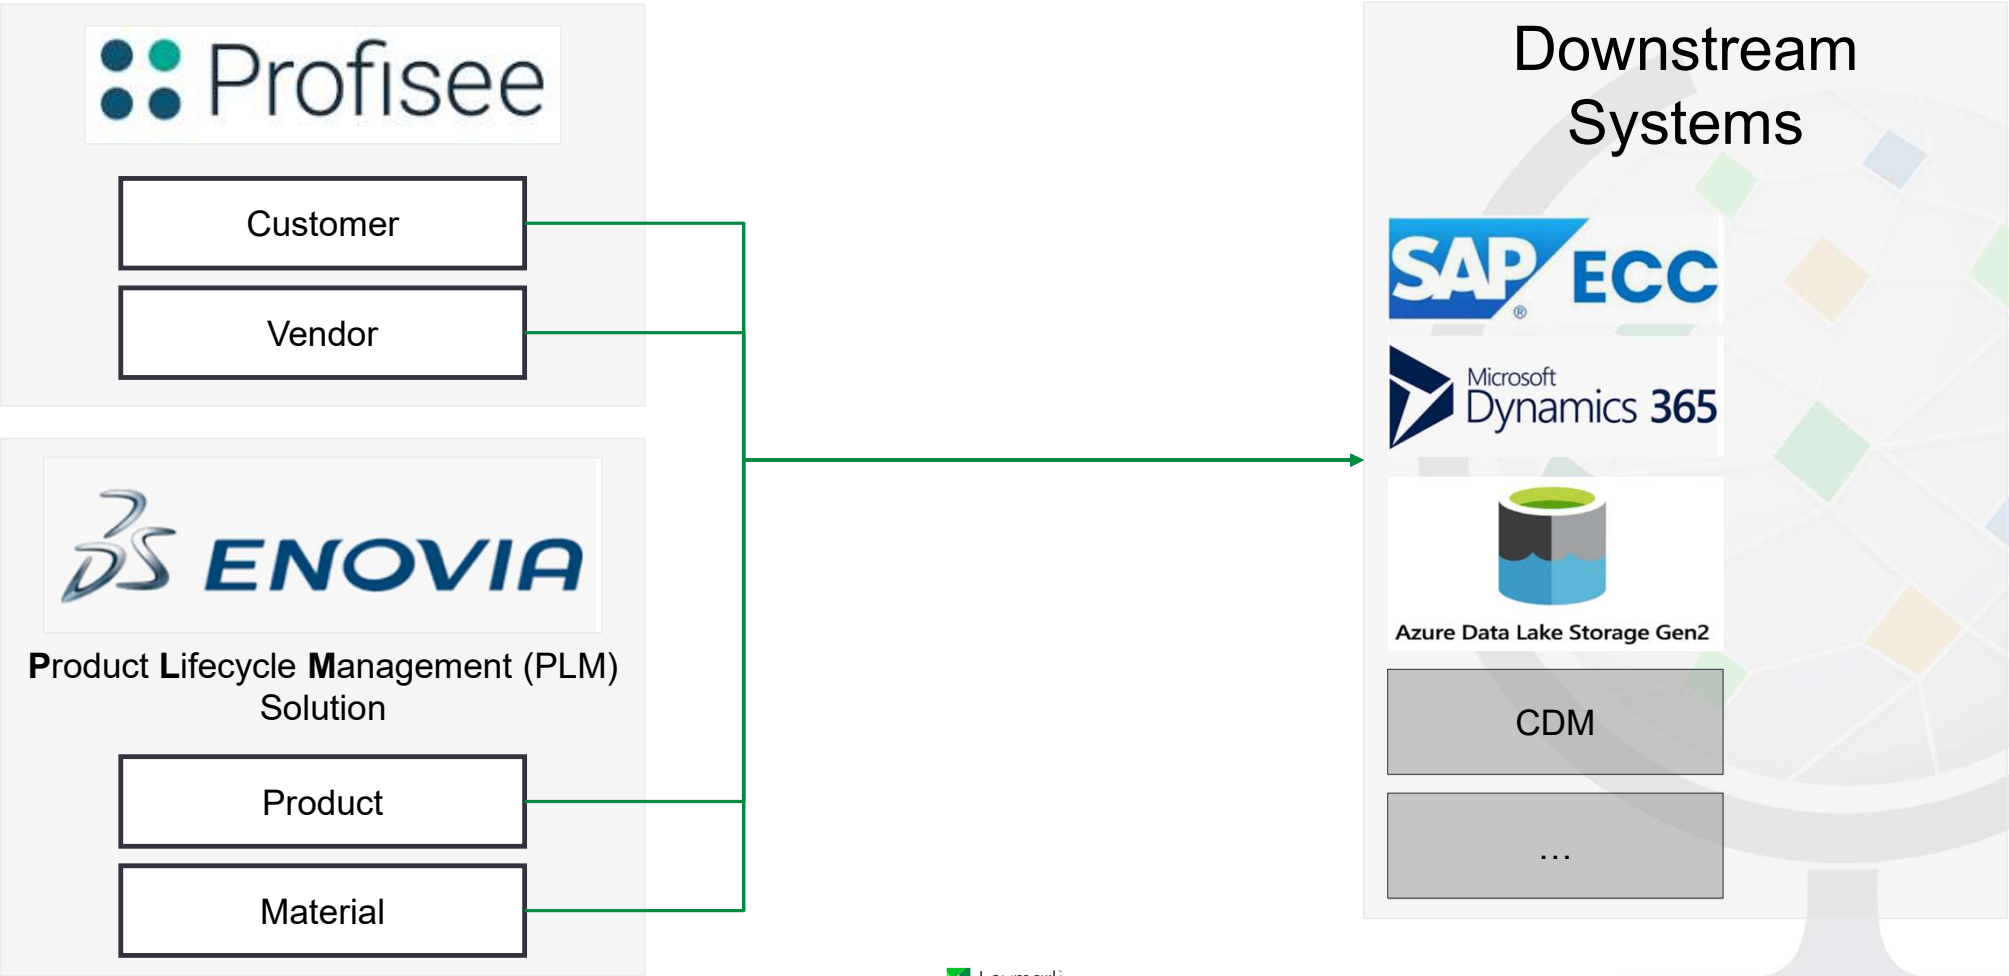 Profisee
Customer
Vendor
DS ENOVIA
Product Lifecycle Management (PLM)
Solution
Product
Material
Downstream
Systems
SAP® ECC
Microsoft
Dynamics 365
Azure Data Lake Storage Gen2
CDM
...